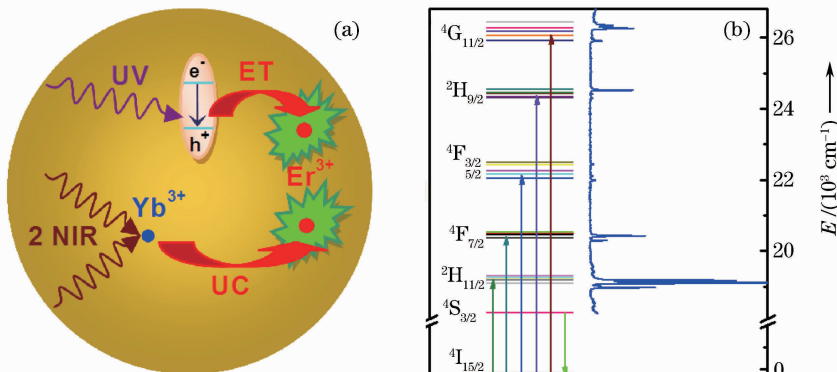 (a)
UV
e-
h+
ET
Er3+
Yb3+
2 NIR
UC
(b)
4G11/2
2H9/2
4F3/2
5/2
4F7/2
2H11/2
4S3/2
4I15/2
26
24
22
20
0
E /(10³ cm⁻¹) →